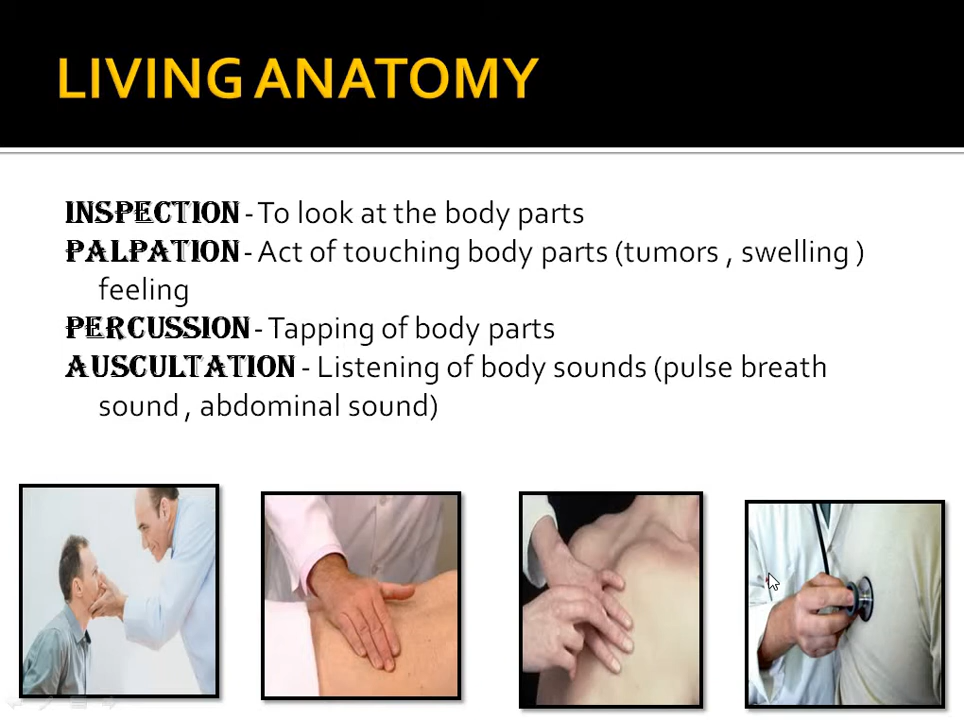 LIVING ANATOMY
INSPECTION - To look at the body parts
PALPATION - Act of touching body parts (tumors , swelling )
feeling
PERCUSSION - Tapping of body parts
AUSCULTATION - Listening of body sounds (pulse breath
sound , abdominal sound)